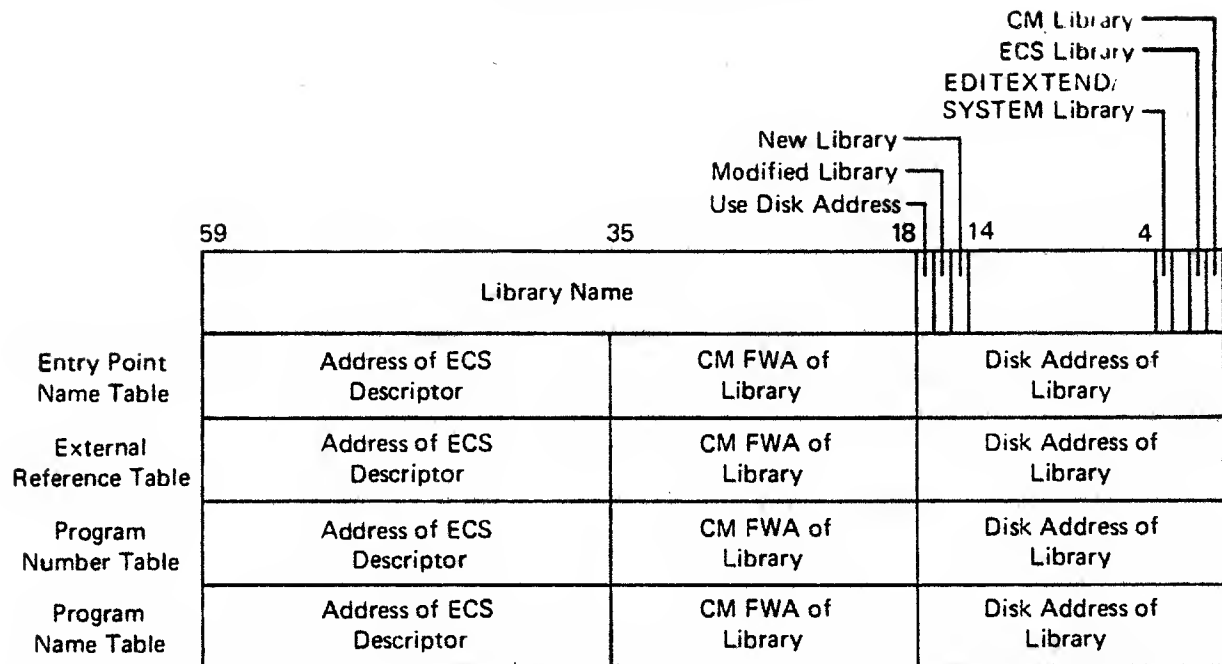 CM Library
ECS Library
EDITEXTEND/
SYSTEM Library
New Library
Modified Library
Use Disk Address
59 35 18 14 4
Library Name
Entry Point
Name Table
Address of ECS
Descriptor
CM FWA of
Library
Disk Address of
Library
External
Reference Table
Address of ECS
Descriptor
CM FWA of
Library
Disk Address of
Library
Program
Number Table
Address of ECS
Descriptor
CM FWA of
Library
Disk Address of
Library
Program
Name Table
Address of ECS
Descriptor
CM FWA of
Library
Disk Address of
Library